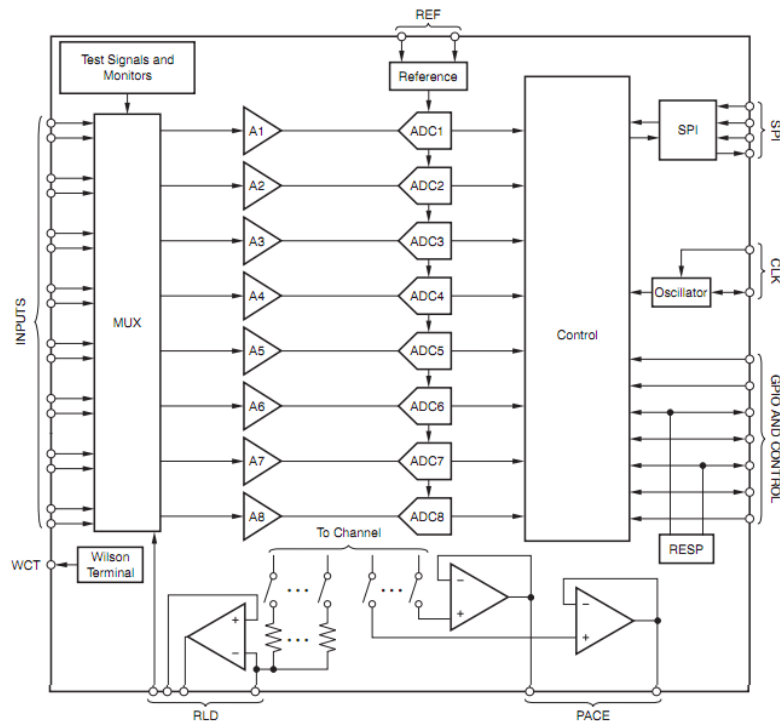 REF
Test Signals and
Monitors
Reference
A1
ADC1
SPI
SPI
A2
ADC2
A3
ADC3
CLK
A4
ADC4
Oscillator
INPUTS
MUX
Control
A5
ADC5
A6
ADC6
GPIO AND CONTROL
A7
ADC7
A8
ADC8
To Channel
RESP
WCT
Wilson
Terminal
RLD
PACE